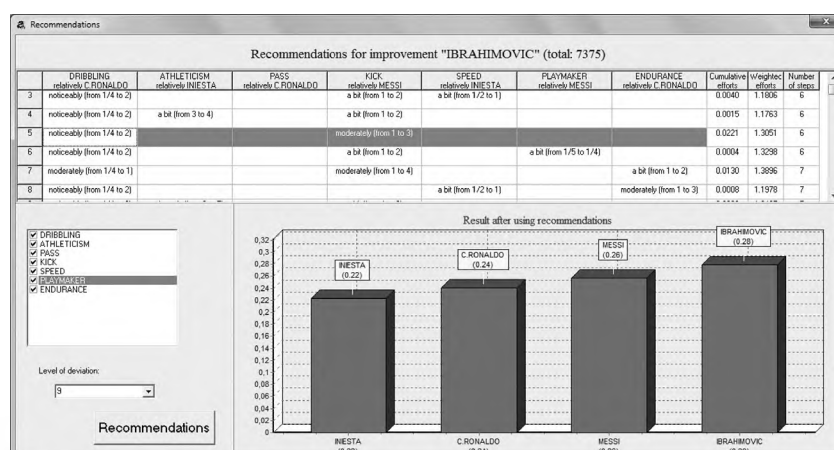 Recommendations
Recommendations for improvement "IBRAHIMOVIC" (total: 7375)
DRIBBLING relatively C.RONALDO ATHLETICISM relatively INIESTA PASS relatively C.RONALDO KICK relatively MESSI SPEED relatively INIESTA PLAYMAKER relatively MESSI ENDURANCE relatively C.RONALDO Cumulative efforts Weightec efforts Number of steps
3 noticeably (from 1/4 to 2) a bit (from 1 to 2) a bit (from 1/2 to 1) 0.0040 1.1806 6
4 noticeably (from 1/4 to 2) a bit (from 3 to 4) a bit (from 1 to 2) 0.0015 1.1763 6
5 noticeably (from 1/4 to 2) moderately (from 1 to 3) 0.0221 1.3051 6
6 noticeably (from 1/4 to 2) a bit (from 1 to 2) a bit (from 1/5 to 1/4) 0.0004 1.3298 6
7 moderately (from 1/4 to 1) moderately (from 1 to 4) a bit (from 1 to 2) 0.0130 1.3896 7
8 noticeably (from 1/4 to 2) a bit (from 1/2 to 1) moderately (from 1 to 3) 0.0008 1.1978 7
DRIBBLING
ATHLETICISM
PASS
KICK
SPEED
PLAYMAKER
ENDURANCE
Level of deviation:
9
Recommendations
Result after using recommendations
0,32
0,3
0,28
0,26
0,24
0,22
0,2
0,18
0,16
0,14
0,12
0,1
0,08
0,06
0,04
0,02
0
INIESTA
(0.22)
C.RONALDO
(0.24)
MESSI
(0.26)
IBRAHIMOVIC
(0.28)
INIESTA C.RONALDO MESSI IBRAHIMOVIC